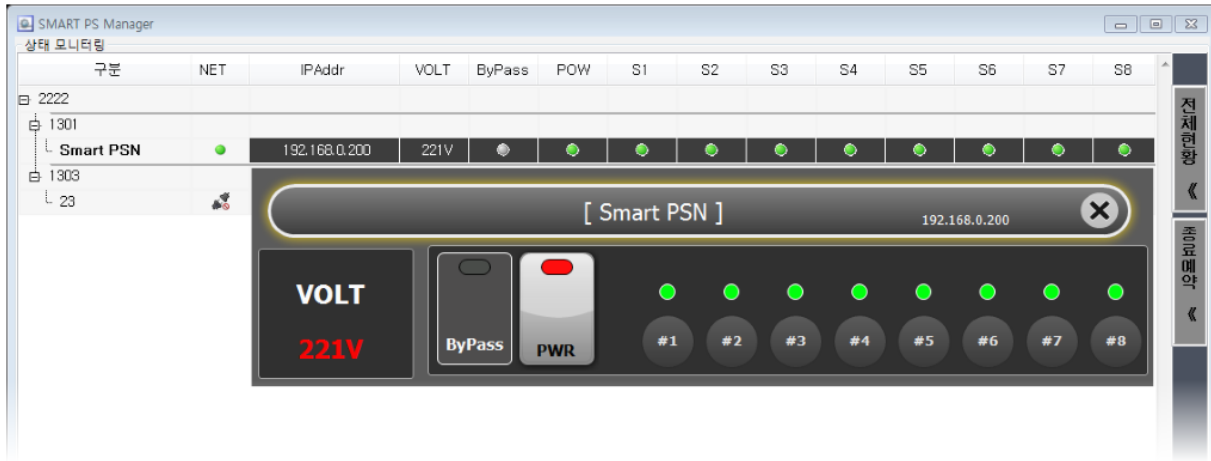 SMART PS Manager
상태 모니터링
구분 NET IPAddr VOLT ByPass POW S1 S2 S3 S4 S5 S6 S7 S8
2222
1301
Smart PSN 192.168.0.200 221V
1303
23
[ Smart PSN ] 192.168.0.200
VOLT
221V
ByPass
PWR
#1 #2 #3 #4 #5 #6 #7 #8
전체현황 《
종료예약 《